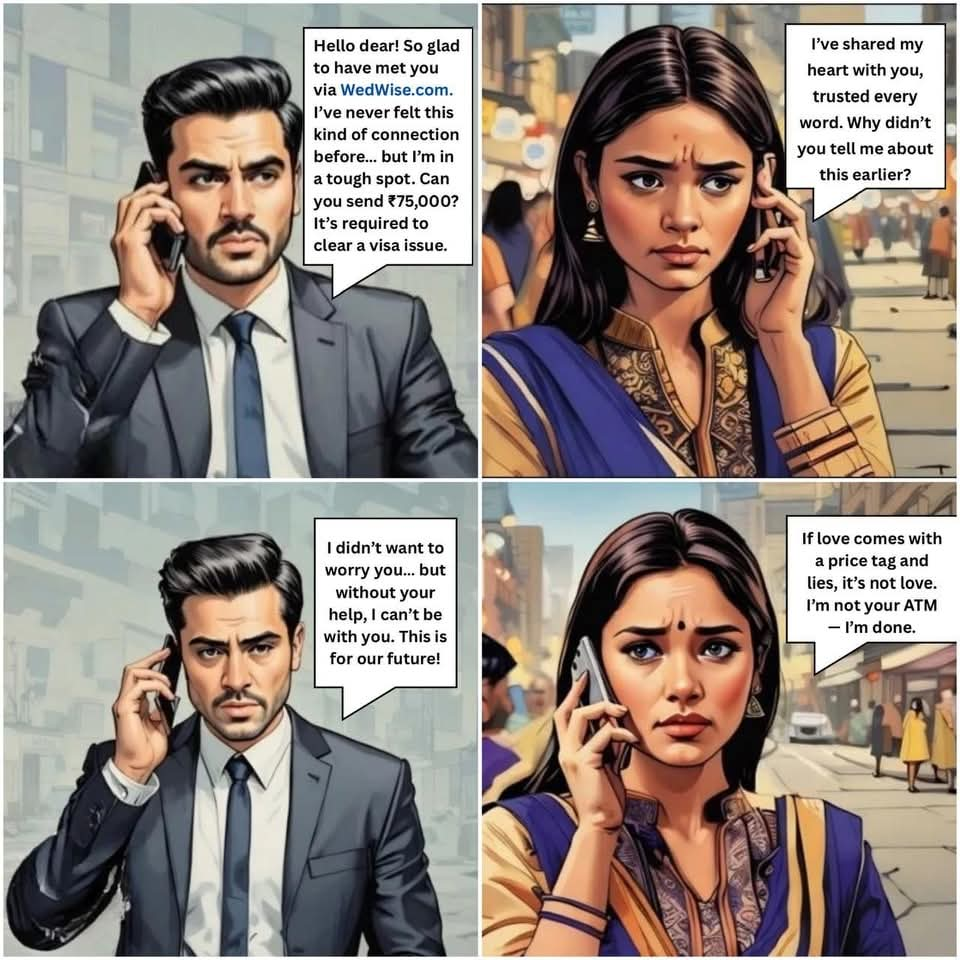 Hello dear! So glad
to have met you
via WedWise.com.
I’ve never felt this
kind of connection
before... but I’m in
a tough spot. Can
you send ₹75,000?
It’s required to
clear a visa issue.
I’ve shared my
heart with you,
trusted every
word. Why didn’t
you tell me about
this earlier?
I didn’t want to
worry you... but
without your
help, I can’t be
with you. This is
for our future!
If love comes with
a price tag and
lies, it’s not love.
I’m not your ATM
— I’m done.